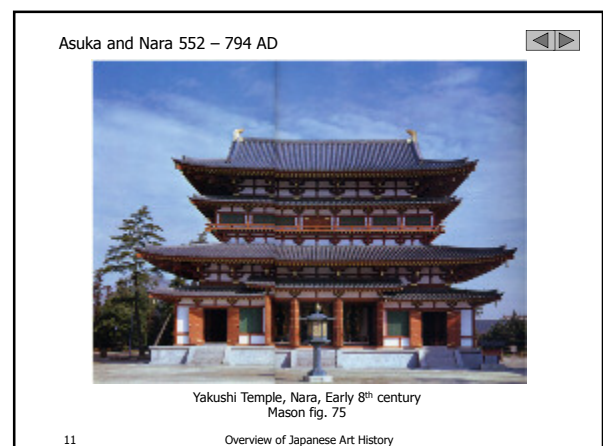 Asuka and Nara 552 – 794 AD
Yakushi Temple, Nara, Early 8th century
Mason fig. 75
11
Overview of Japanese Art History